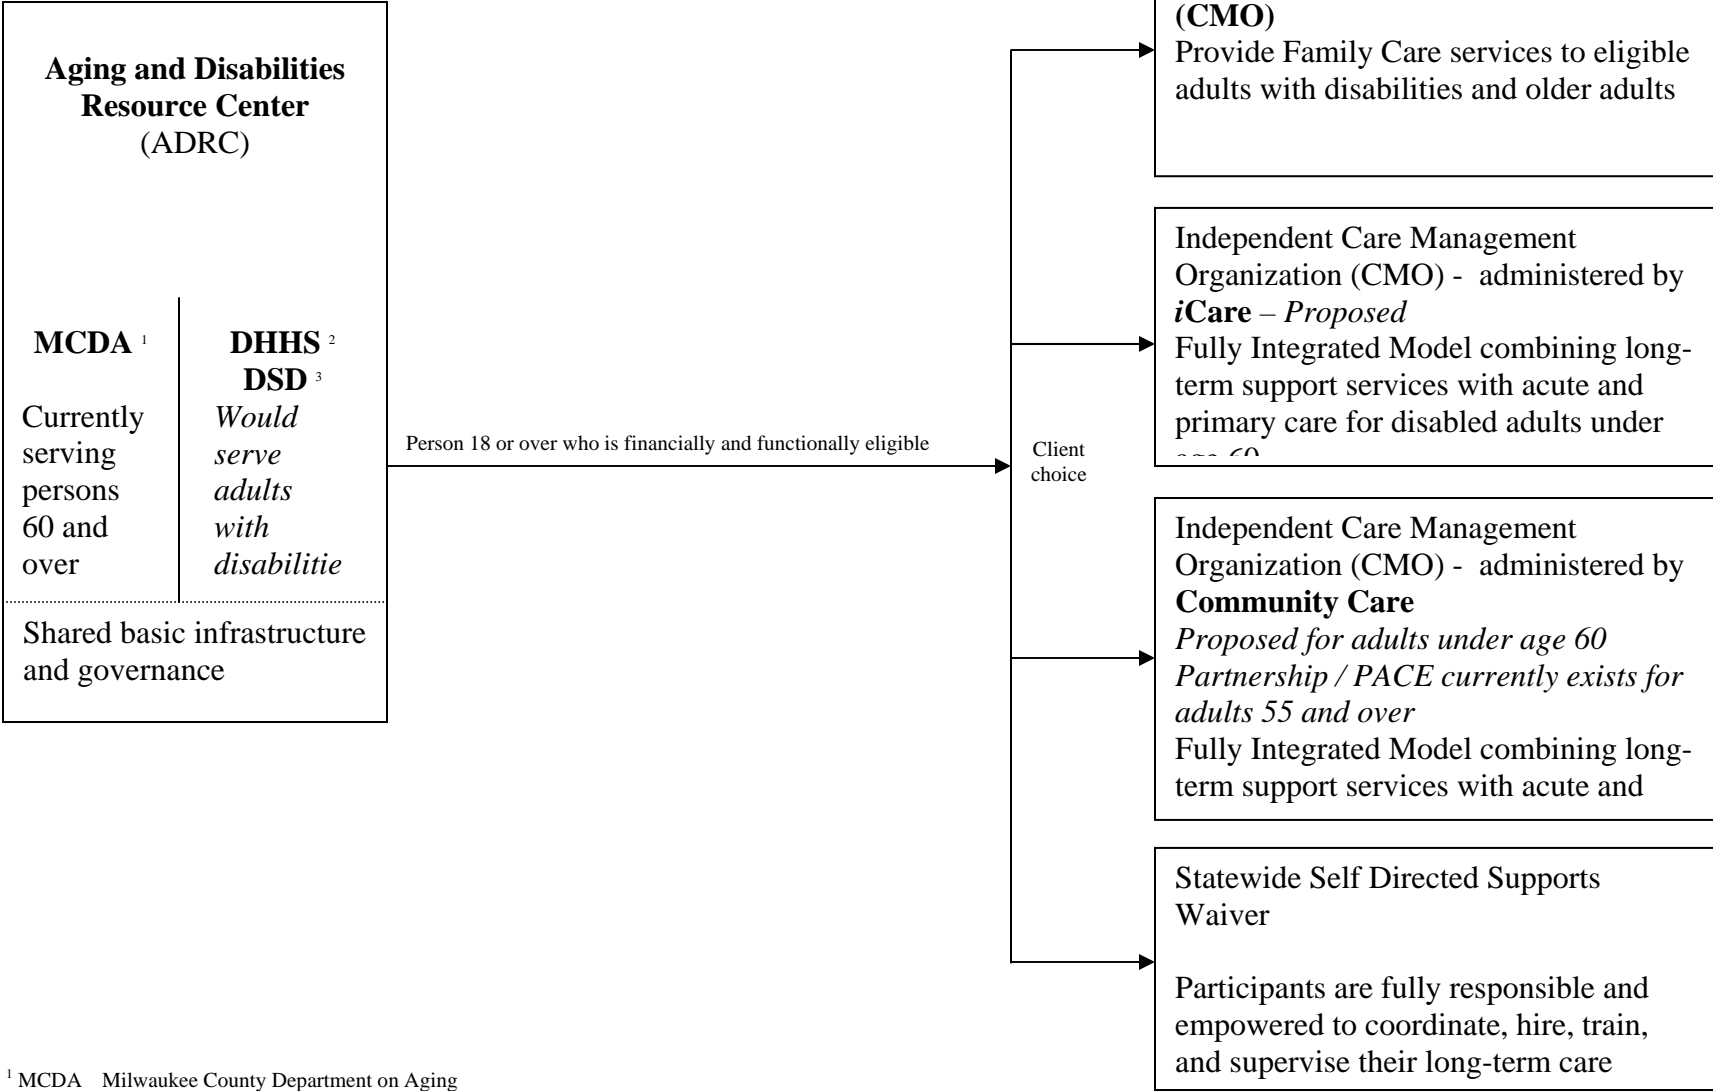 Aging and Disabilities
Resource Center
(ADRC)
MCDA ¹
Currently
serving
persons
60 and
over
DHHS ²
DSD ³
Would
serve
adults
with
disabilitie
Shared basic infrastructure
and governance
Person 18 or over who is financially and functionally eligible
Client
choice
(CMO)
Provide Family Care services to eligible
adults with disabilities and older adults
Independent Care Management
Organization (CMO) - administered by
iCare – Proposed
Fully Integrated Model combining long-
term support services with acute and
primary care for disabled adults under
age 60
Independent Care Management
Organization (CMO) - administered by
Community Care
Proposed for adults under age 60
Partnership / PACE currently exists for
adults 55 and over
Fully Integrated Model combining long-
term support services with acute and
Statewide Self Directed Supports
Waiver
Participants are fully responsible and
empowered to coordinate, hire, train,
and supervise their long-term care
¹ MCDA Milwaukee County Department on Aging